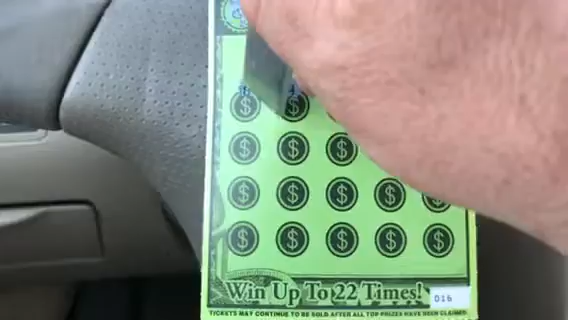 $ $
$ $ $
$ $ $ $ $
$ $ $ $ $
Win Up To 22 Times!
016
TICKETS MAY CONTINUE TO BE SOLD AFTER ALL TOP PRIZES HAVE BEEN CLAIMED.